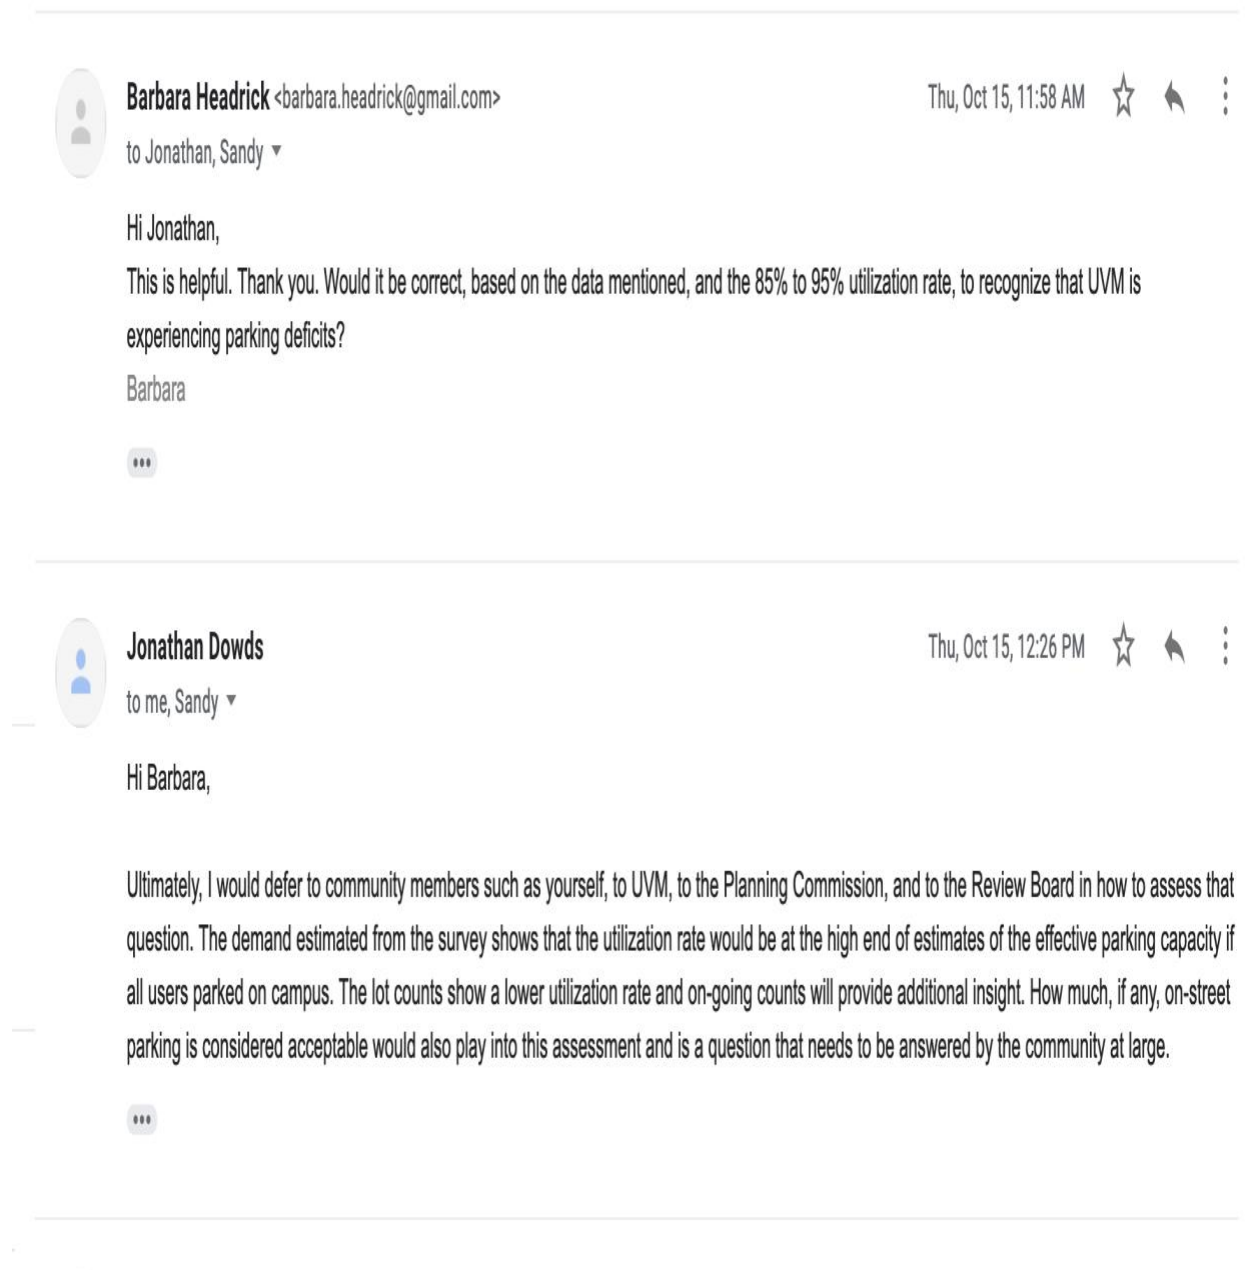 Barbara Headrick <barbara.headrick@gmail.com> Thu, Oct 15, 11:58 AM
to Jonathan, Sandy
Hi Jonathan,
This is helpful. Thank you. Would it be correct, based on the data mentioned, and the 85% to 95% utilization rate, to recognize that UVM is
experiencing parking deficits?
Barbara
Jonathan Dowds Thu, Oct 15, 12:26 PM
to me, Sandy
Hi Barbara,
Ultimately, I would defer to community members such as yourself, to UVM, to the Planning Commission, and to the Review Board in how to assess that
question. The demand estimated from the survey shows that the utilization rate would be at the high end of estimates of the effective parking capacity if
all users parked on campus. The lot counts show a lower utilization rate and on-going counts will provide additional insight. How much, if any, on-street
parking is considered acceptable would also play into this assessment and is a question that needs to be answered by the community at large.